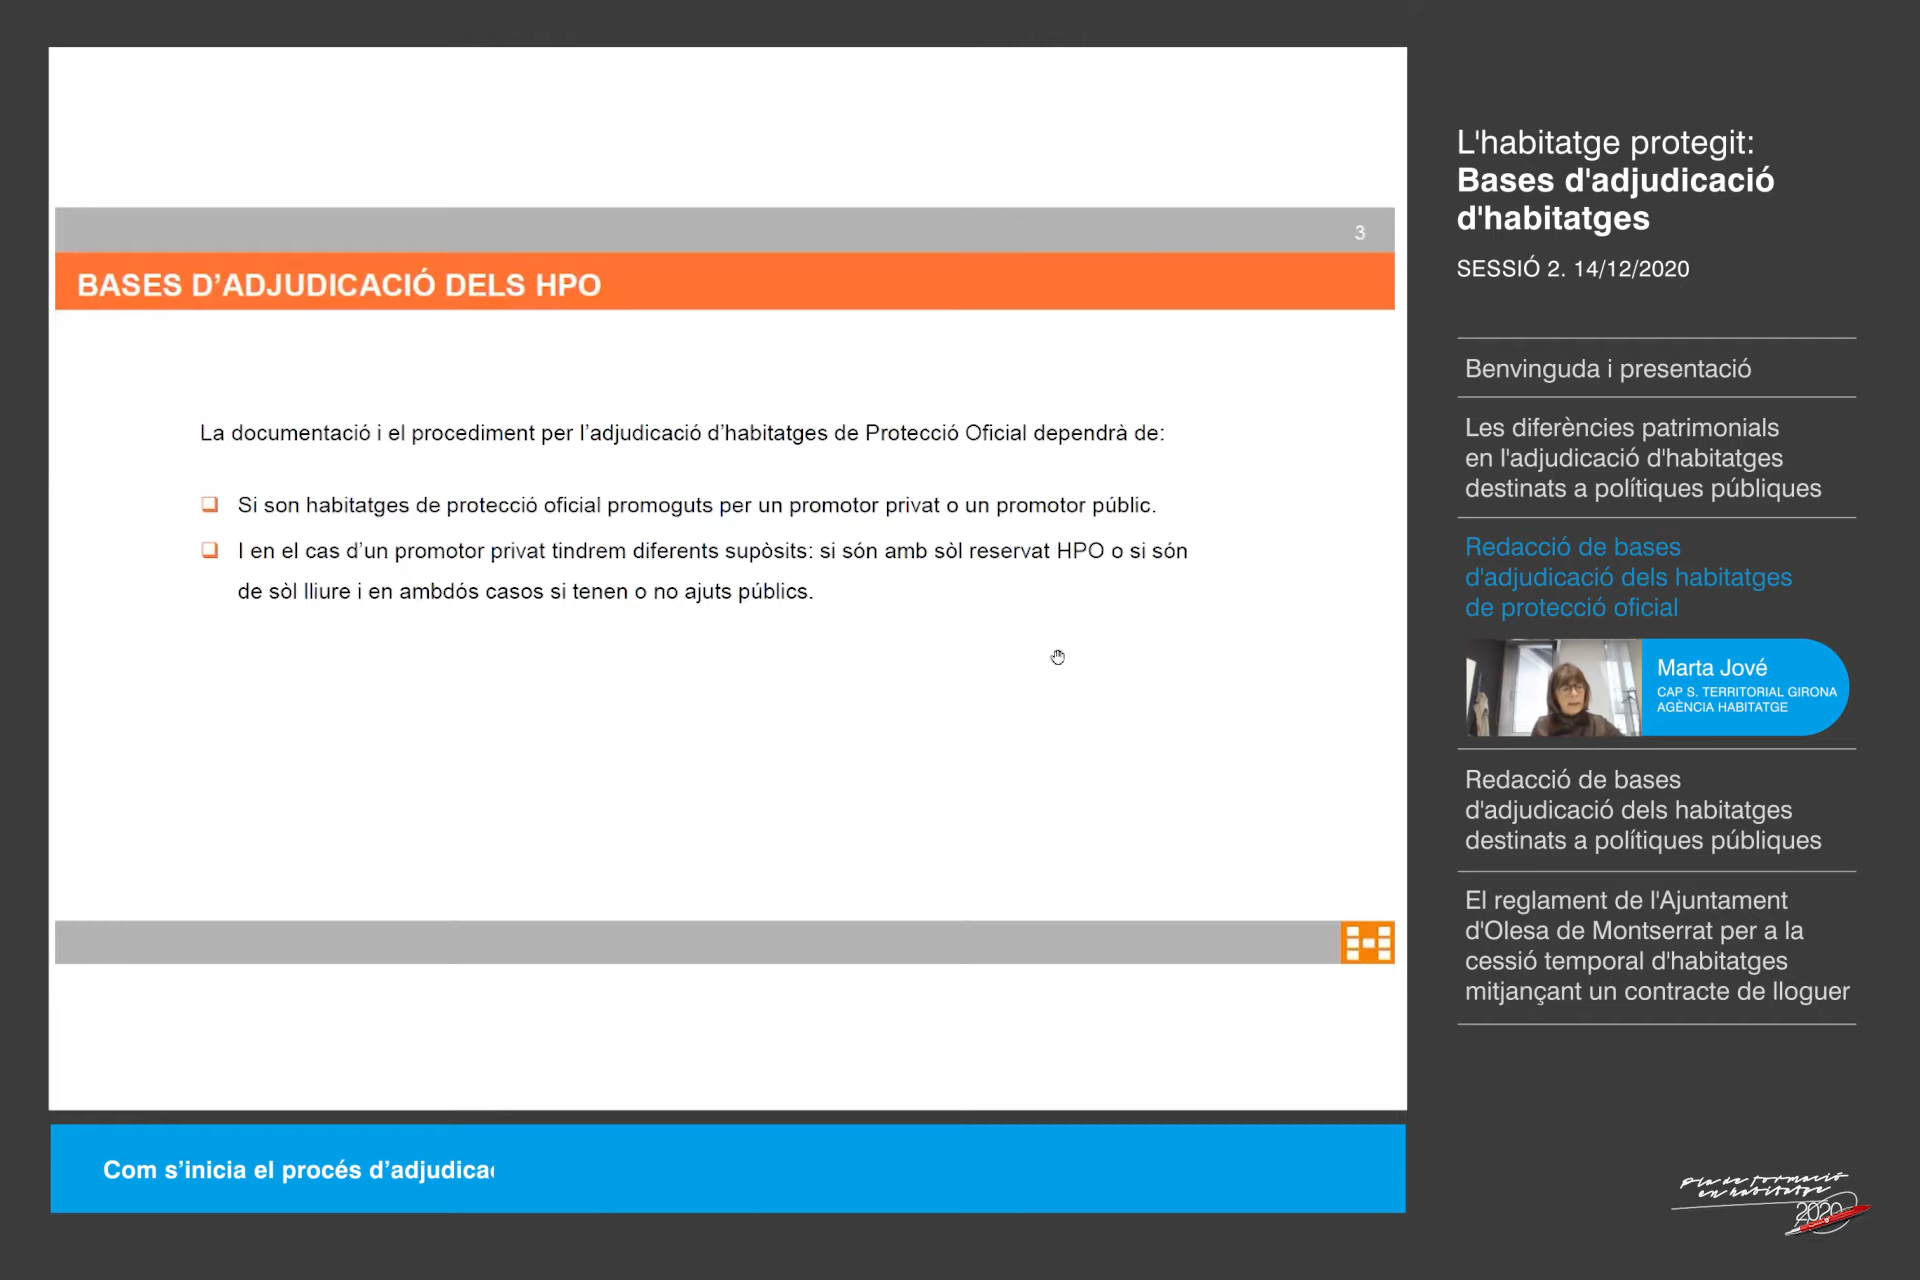 3
BASES D’ADJUDICACIÓ DELS HPO
La documentació i el procediment per l’adjudicació d’habitatges de Protecció Oficial dependrà de:
Si son habitatges de protecció oficial promoguts per un promotor privat o un promotor públic.
I en el cas d’un promotor privat tindrem diferents supòsits: si són amb sòl reservat HPO o si són
de sòl lliure i en ambdós casos si tenen o no ajuts públics.
Com s’inicia el procés d’adjudica
L'habitatge protegit:
Bases d'adjudicació
d'habitatges
SESSIÓ 2. 14/12/2020
Benvinguda i presentació
Les diferències patrimonials
en l'adjudicació d'habitatges
destinats a polítiques públiques
Redacció de bases
d'adjudicació dels habitatges
de protecció oficial
Marta Jové
CAP S. TERRITORIAL GIRONA
AGÈNCIA HABITATGE
Redacció de bases
d'adjudicació dels habitatges
destinats a polítiques públiques
El reglament de l'Ajuntament
d'Olesa de Montserrat per a la
cessió temporal d'habitatges
mitjançant un contracte de lloguer
pla de formació
en habitatge
2020